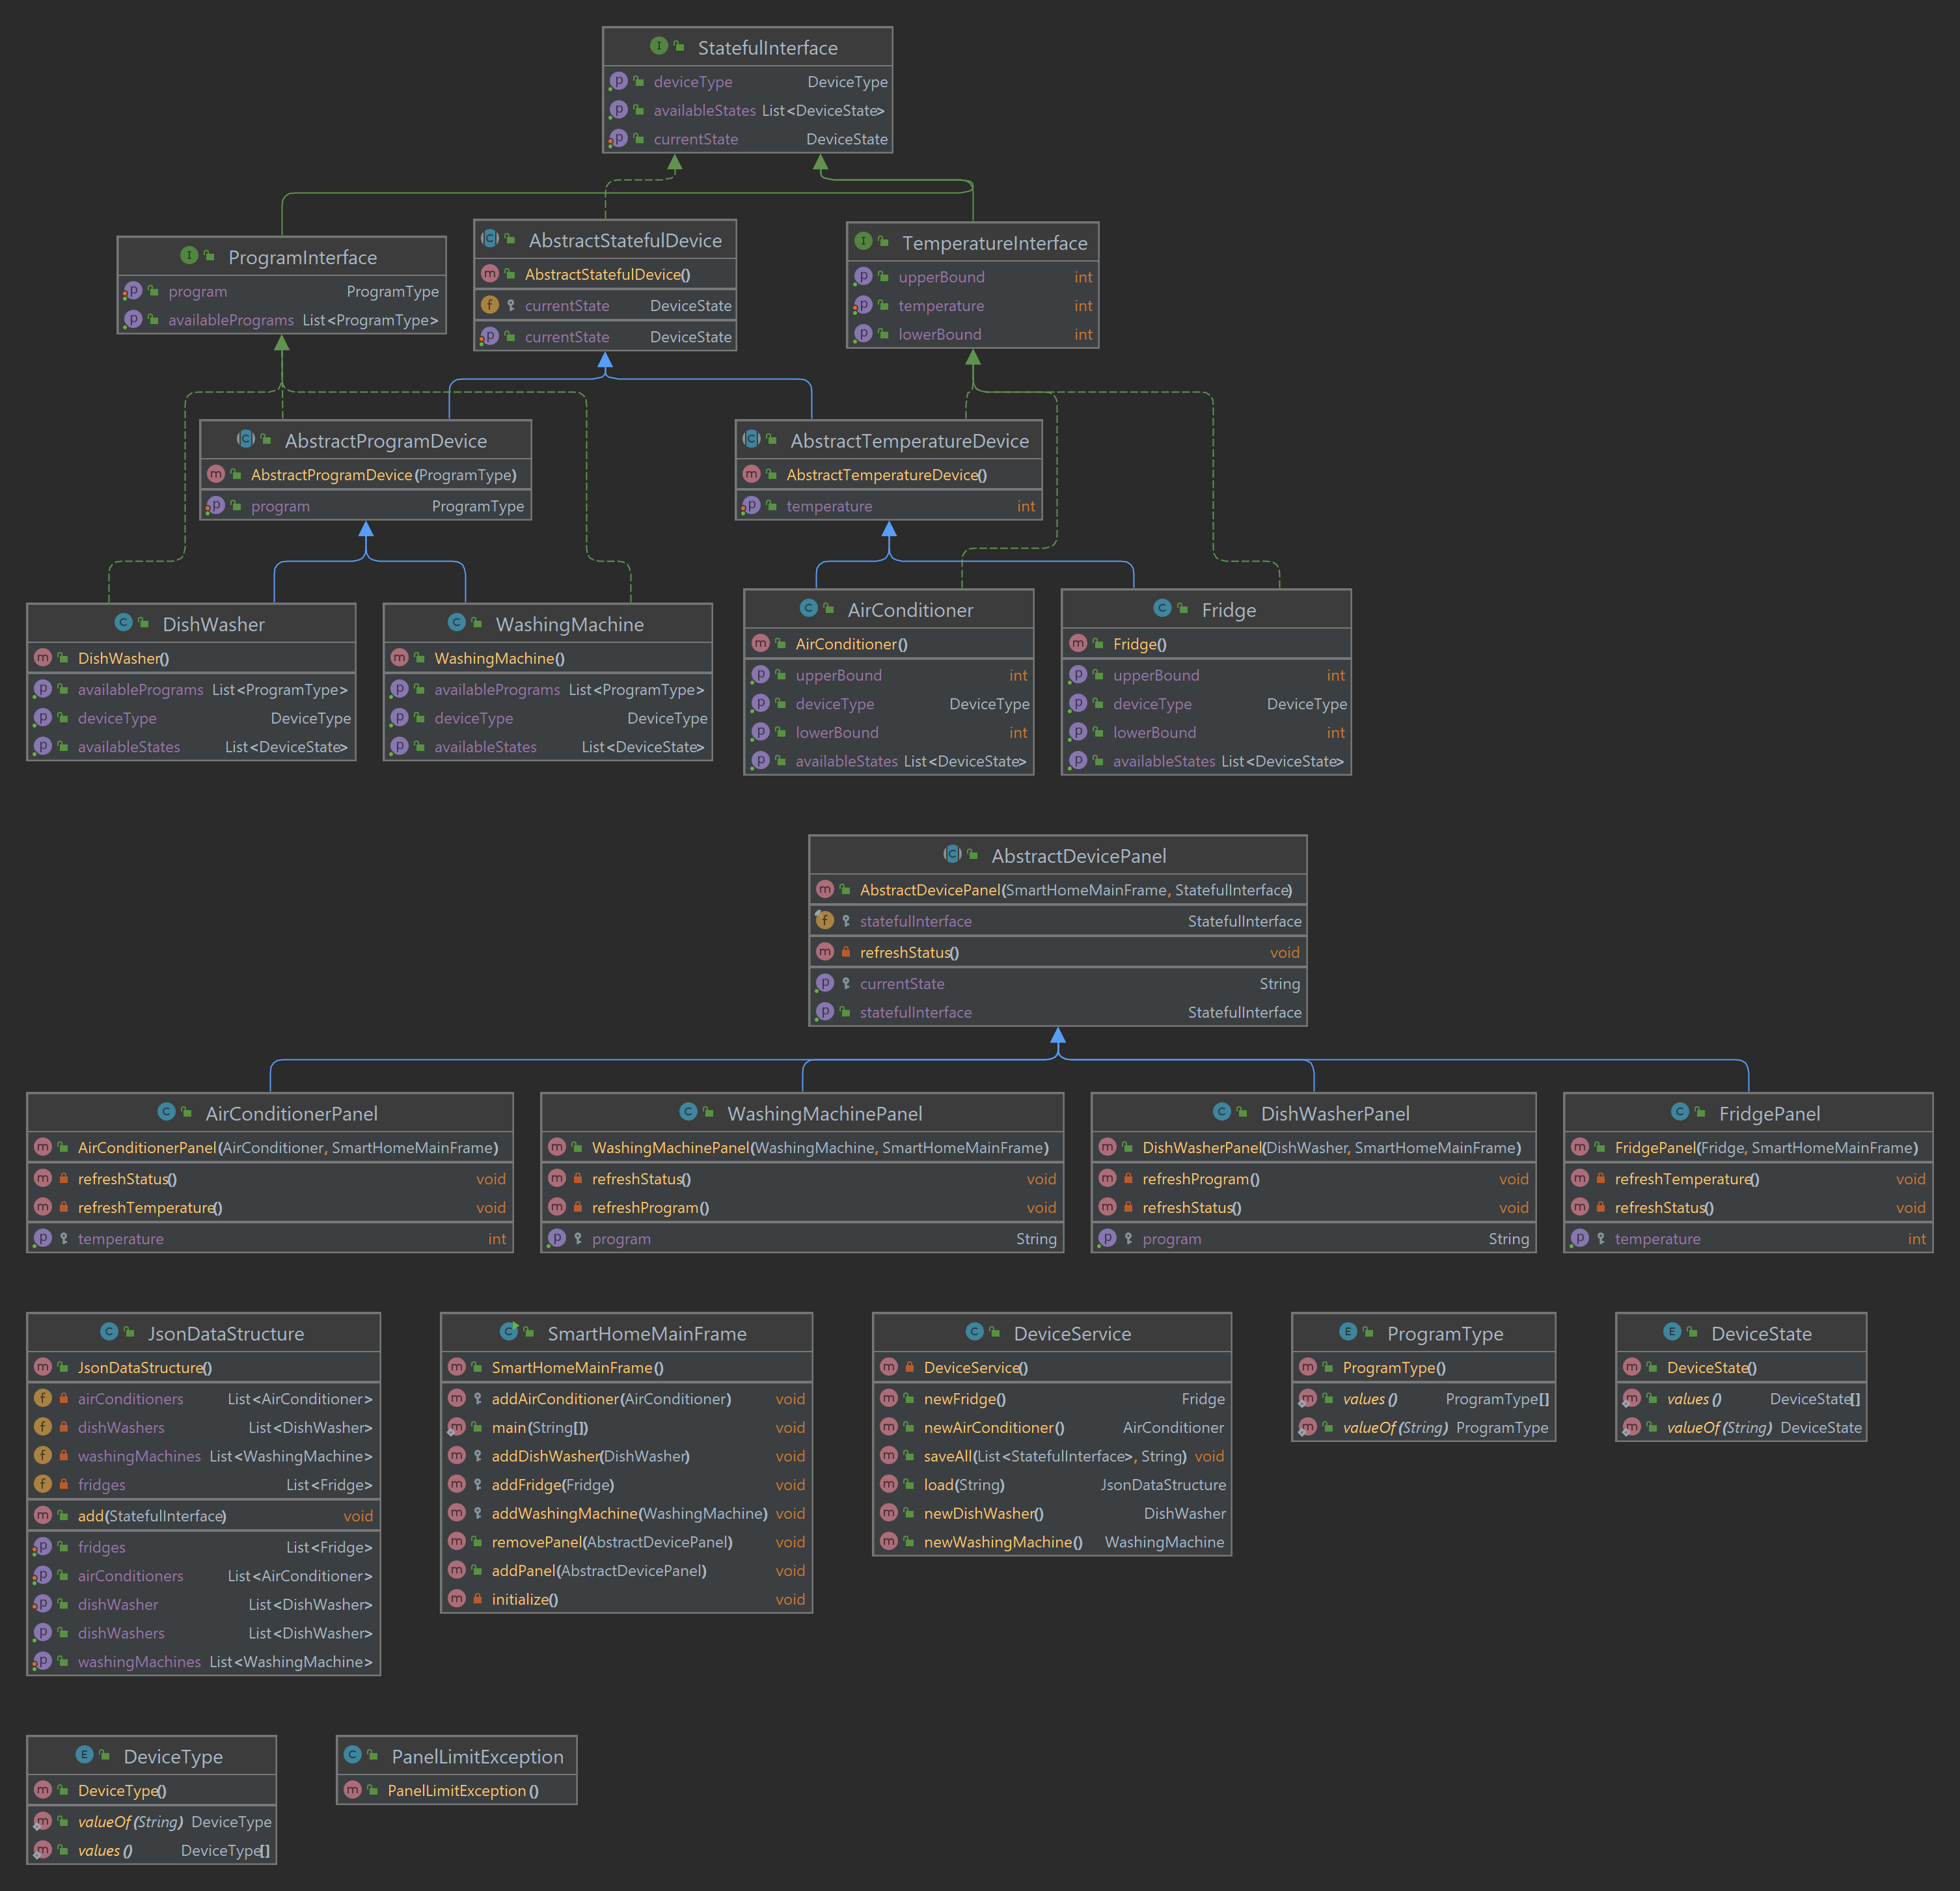 StatefulInterface
deviceType DeviceType
availableStates List<DeviceState>
currentState DeviceState
ProgramInterface
program ProgramType
availablePrograms List<ProgramType>
AbstractStatefulDevice
AbstractStatefulDevice()
currentState DeviceState
currentState DeviceState
TemperatureInterface
upperBound int
temperature int
lowerBound int
AbstractProgramDevice
AbstractProgramDevice(ProgramType)
program ProgramType
AbstractTemperatureDevice
AbstractTemperatureDevice()
temperature int
DishWasher
DishWasher()
availablePrograms List<ProgramType>
deviceType DeviceType
availableStates List<DeviceState>
WashingMachine
WashingMachine()
availablePrograms List<ProgramType>
deviceType DeviceType
availableStates List<DeviceState>
AirConditioner
AirConditioner()
upperBound int
deviceType DeviceType
lowerBound int
availableStates List<DeviceState>
Fridge
Fridge()
upperBound int
deviceType DeviceType
lowerBound int
availableStates List<DeviceState>
AbstractDevicePanel
AbstractDevicePanel(SmartHomeMainFrame, StatefulInterface)
statefulInterface StatefulInterface
refreshStatus() void
currentState String
statefulInterface StatefulInterface
AirConditionerPanel
AirConditionerPanel(AirConditioner, SmartHomeMainFrame)
refreshStatus() void
refreshTemperature() void
temperature int
WashingMachinePanel
WashingMachinePanel(WashingMachine, SmartHomeMainFrame)
refreshStatus() void
refreshProgram() void
program String
DishWasherPanel
DishWasherPanel(DishWasher, SmartHomeMainFrame)
refreshProgram() void
refreshStatus() void
program String
FridgePanel
FridgePanel(Fridge, SmartHomeMainFrame)
refreshTemperature() void
refreshStatus() void
temperature int
JsonDataStructure
JsonDataStructure()
airConditioners List<AirConditioner>
dishWashers List<DishWasher>
washingMachines List<WashingMachine>
fridges List<Fridge>
add(StatefulInterface) void
fridges List<Fridge>
airConditioners List<AirConditioner>
dishWasher List<DishWasher>
dishWashers List<DishWasher>
washingMachines List<WashingMachine>
SmartHomeMainFrame
SmartHomeMainFrame()
addAirConditioner(AirConditioner) void
main(String[]) void
addDishWasher(DishWasher) void
addFridge(Fridge) void
addWashingMachine(WashingMachine) void
removePanel(AbstractDevicePanel) void
addPanel(AbstractDevicePanel) void
initialize() void
DeviceService
DeviceService()
newFridge() Fridge
newAirConditioner() AirConditioner
saveAll(List<StatefulInterface>, String) void
load(String) JsonDataStructure
newDishWasher() DishWasher
newWashingMachine() WashingMachine
ProgramType
ProgramType()
values() ProgramType[]
valueOf(String) ProgramType
DeviceState
DeviceState()
values() DeviceState[]
valueOf(String) DeviceState
DeviceType
DeviceType()
valueOf(String) DeviceType
values() DeviceType[]
PanelLimitException
PanelLimitException()